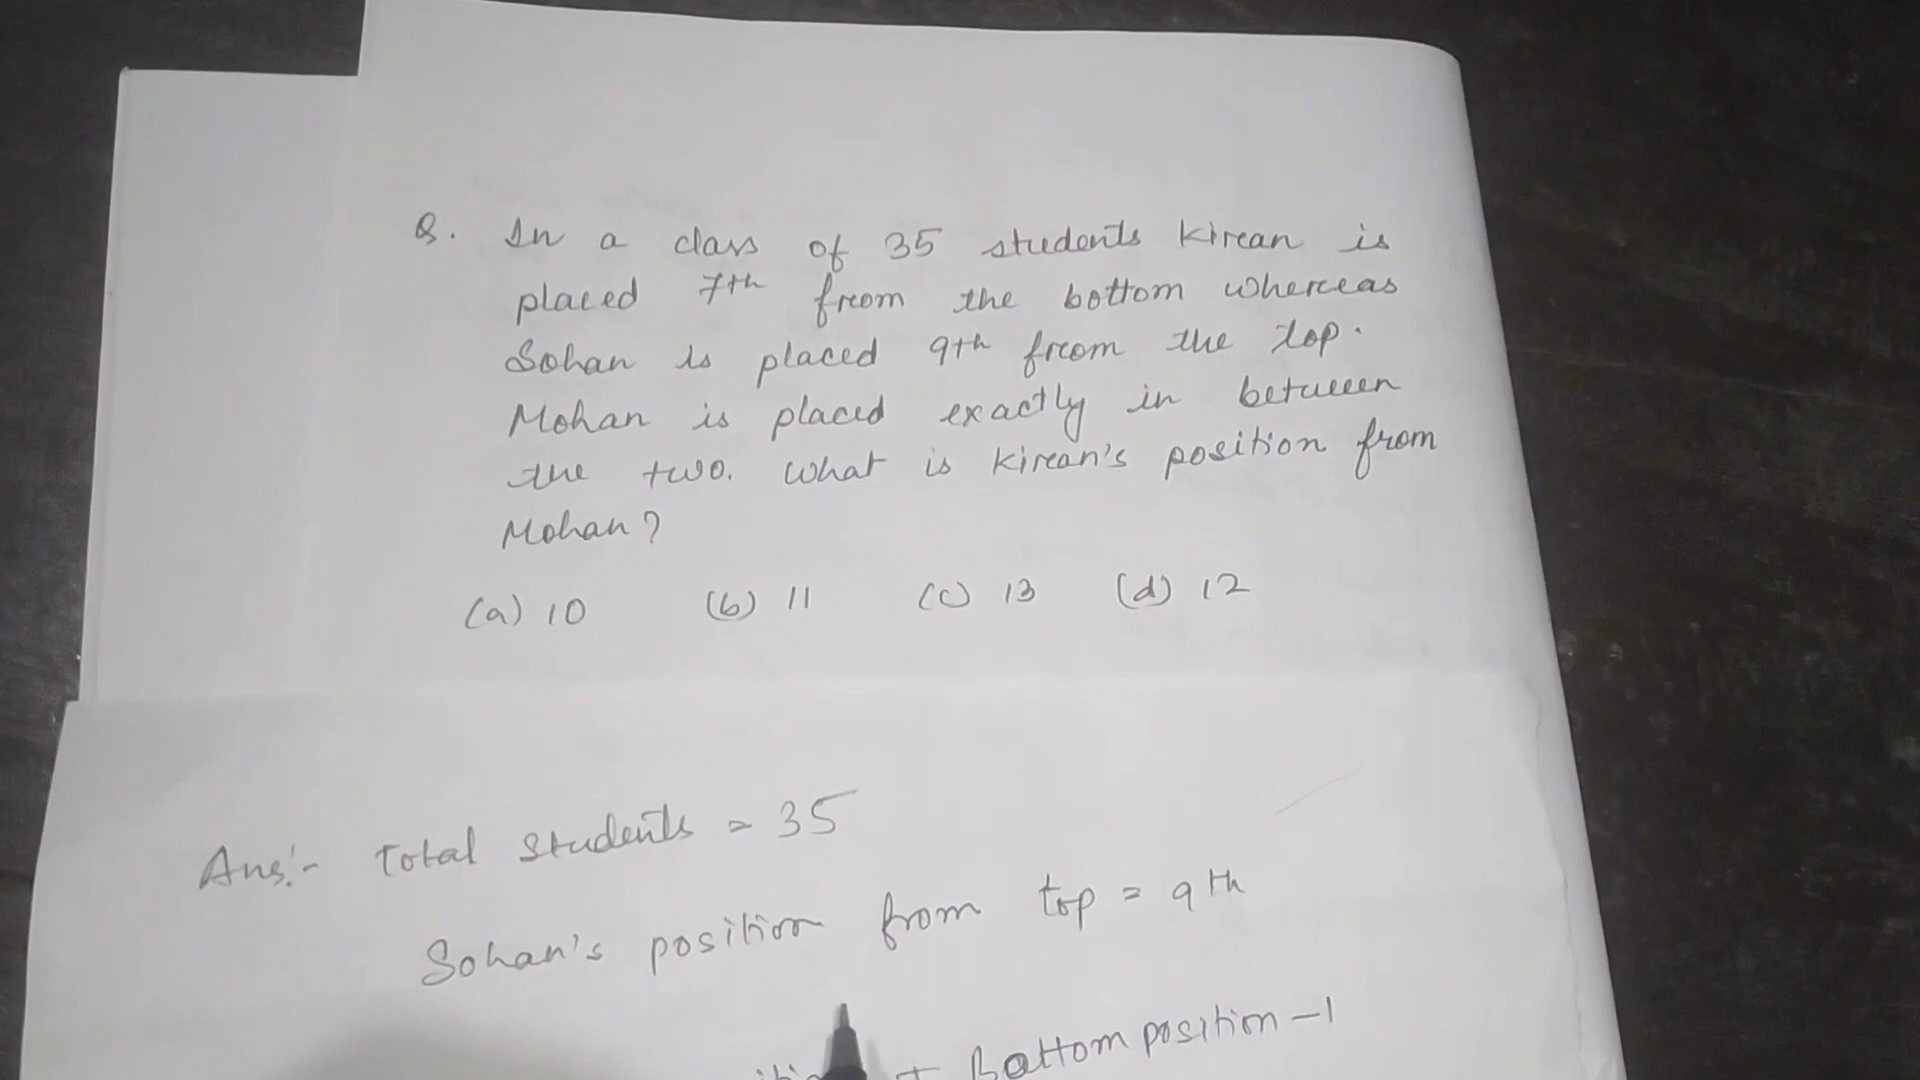 Q. In a class of 35 students Kiran is
placed 7th from the bottom whereas
Sohan is placed 9th from the top.
Mohan is placed exactly in between
the two. What is Kiran's position from
Mohan?
(a) 10 (b) 11 (c) 13 (d) 12
Ans:- Total students = 35
Sohan's position from top = 9th
+ Bottom position -1